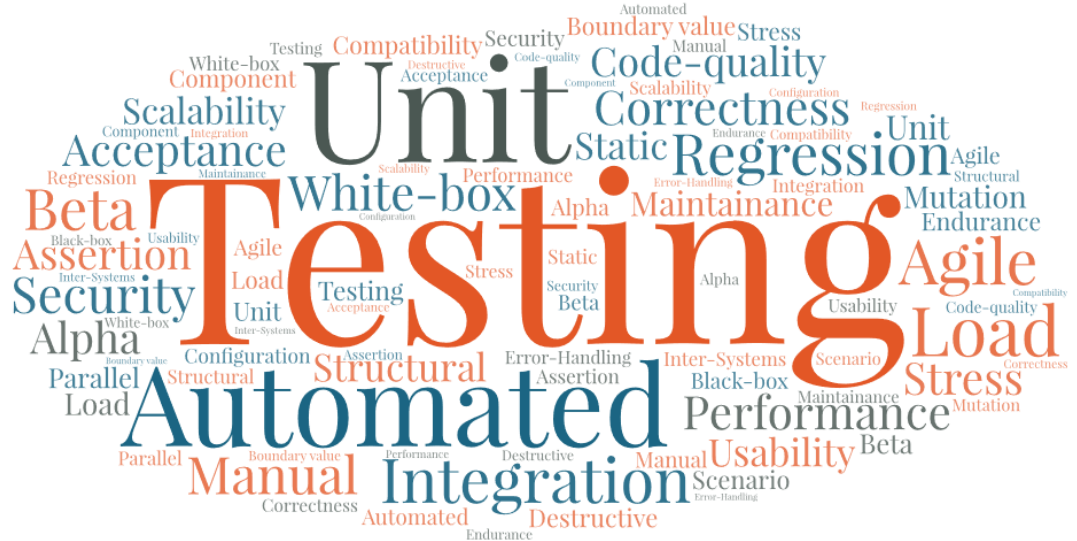 Automated
Boundary value
Stress
Testing
Compatibility
Security
Manual
White-box
Destructive
Code-quality
Component
Acceptance
Unit
Component
Code-quality
Scalability
Configuration
Scalability
Correctness
Regression
Component
Integration
Static
Endurance
Compatibility
Unit
Acceptance
Regression
Agile
Regression
Maintainance
Scalability
Performance
Structural
White-box
Error-Handling
Integration
Mutation
Beta
Testing
Configuration
Alpha
Maintainance
Endurance
Black-box
Usability
Assertion
Agile
Static
Agile
Inter-Systems
Load
Stress
Alpha
Security
Testing
Security
Compatibility
Unit
Acceptance
Beta
Usability
Code-quality
Alpha
White-box
Inter-Systems
Load
Boundary value
Configuration
Assertion
Error-Handling
Inter-Systems
Scenario
Correctness
Parallel
Structural
Structural
Assertion
Black-box
Stress
Load
Automated
Maintainance
Mutation
Performance
Beta
Parallel
Boundary value
Performance
Destructive
Manual
Usability
Manual
Integration
Scenario
Correctness
Error-Handling
Automated
Destructive
Endurance